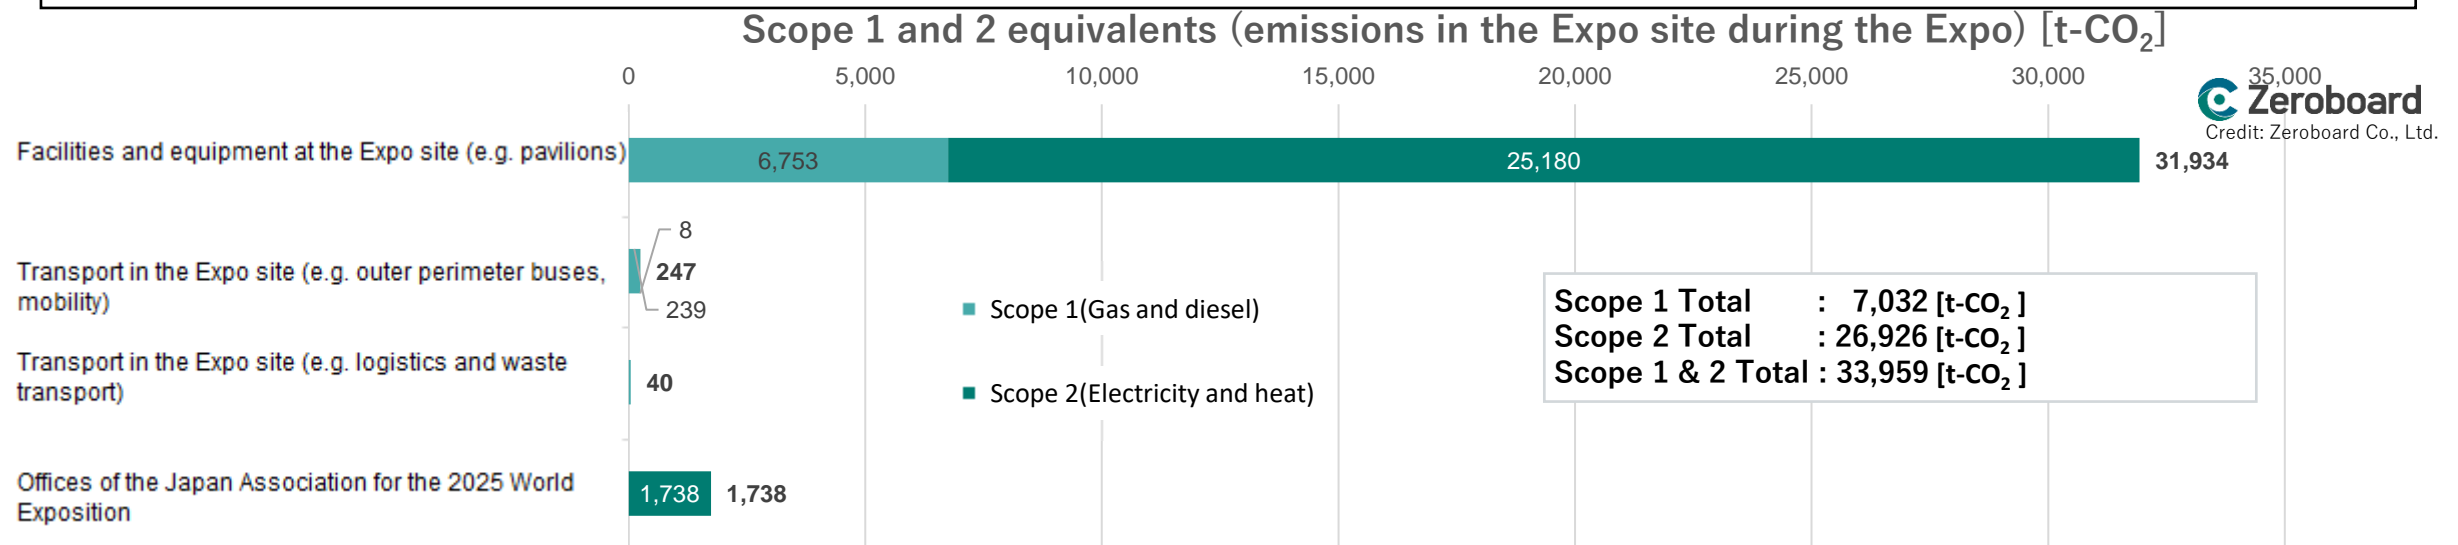 Scope 1 and 2 equivalents (emissions in the Expo site during the Expo) [t-CO₂]
0 5,000 10,000 15,000 20,000 25,000 30,000 35,000
Zeroboard
Credit: Zeroboard Co., Ltd.
Facilities and equipment at the Expo site (e.g. pavilions)
6,753 25,180 31,934
Transport in the Expo site (e.g. outer perimeter buses,
mobility)
8
247
239
Transport in the Expo site (e.g. logistics and waste
transport)
40
Offices of the Japan Association for the 2025 World
Exposition
1,738 1,738
Scope 1(Gas and diesel)
Scope 2(Electricity and heat)
Scope 1 Total : 7,032 [t-CO₂ ]
Scope 2 Total : 26,926 [t-CO₂ ]
Scope 1 & 2 Total : 33,959 [t-CO₂ ]